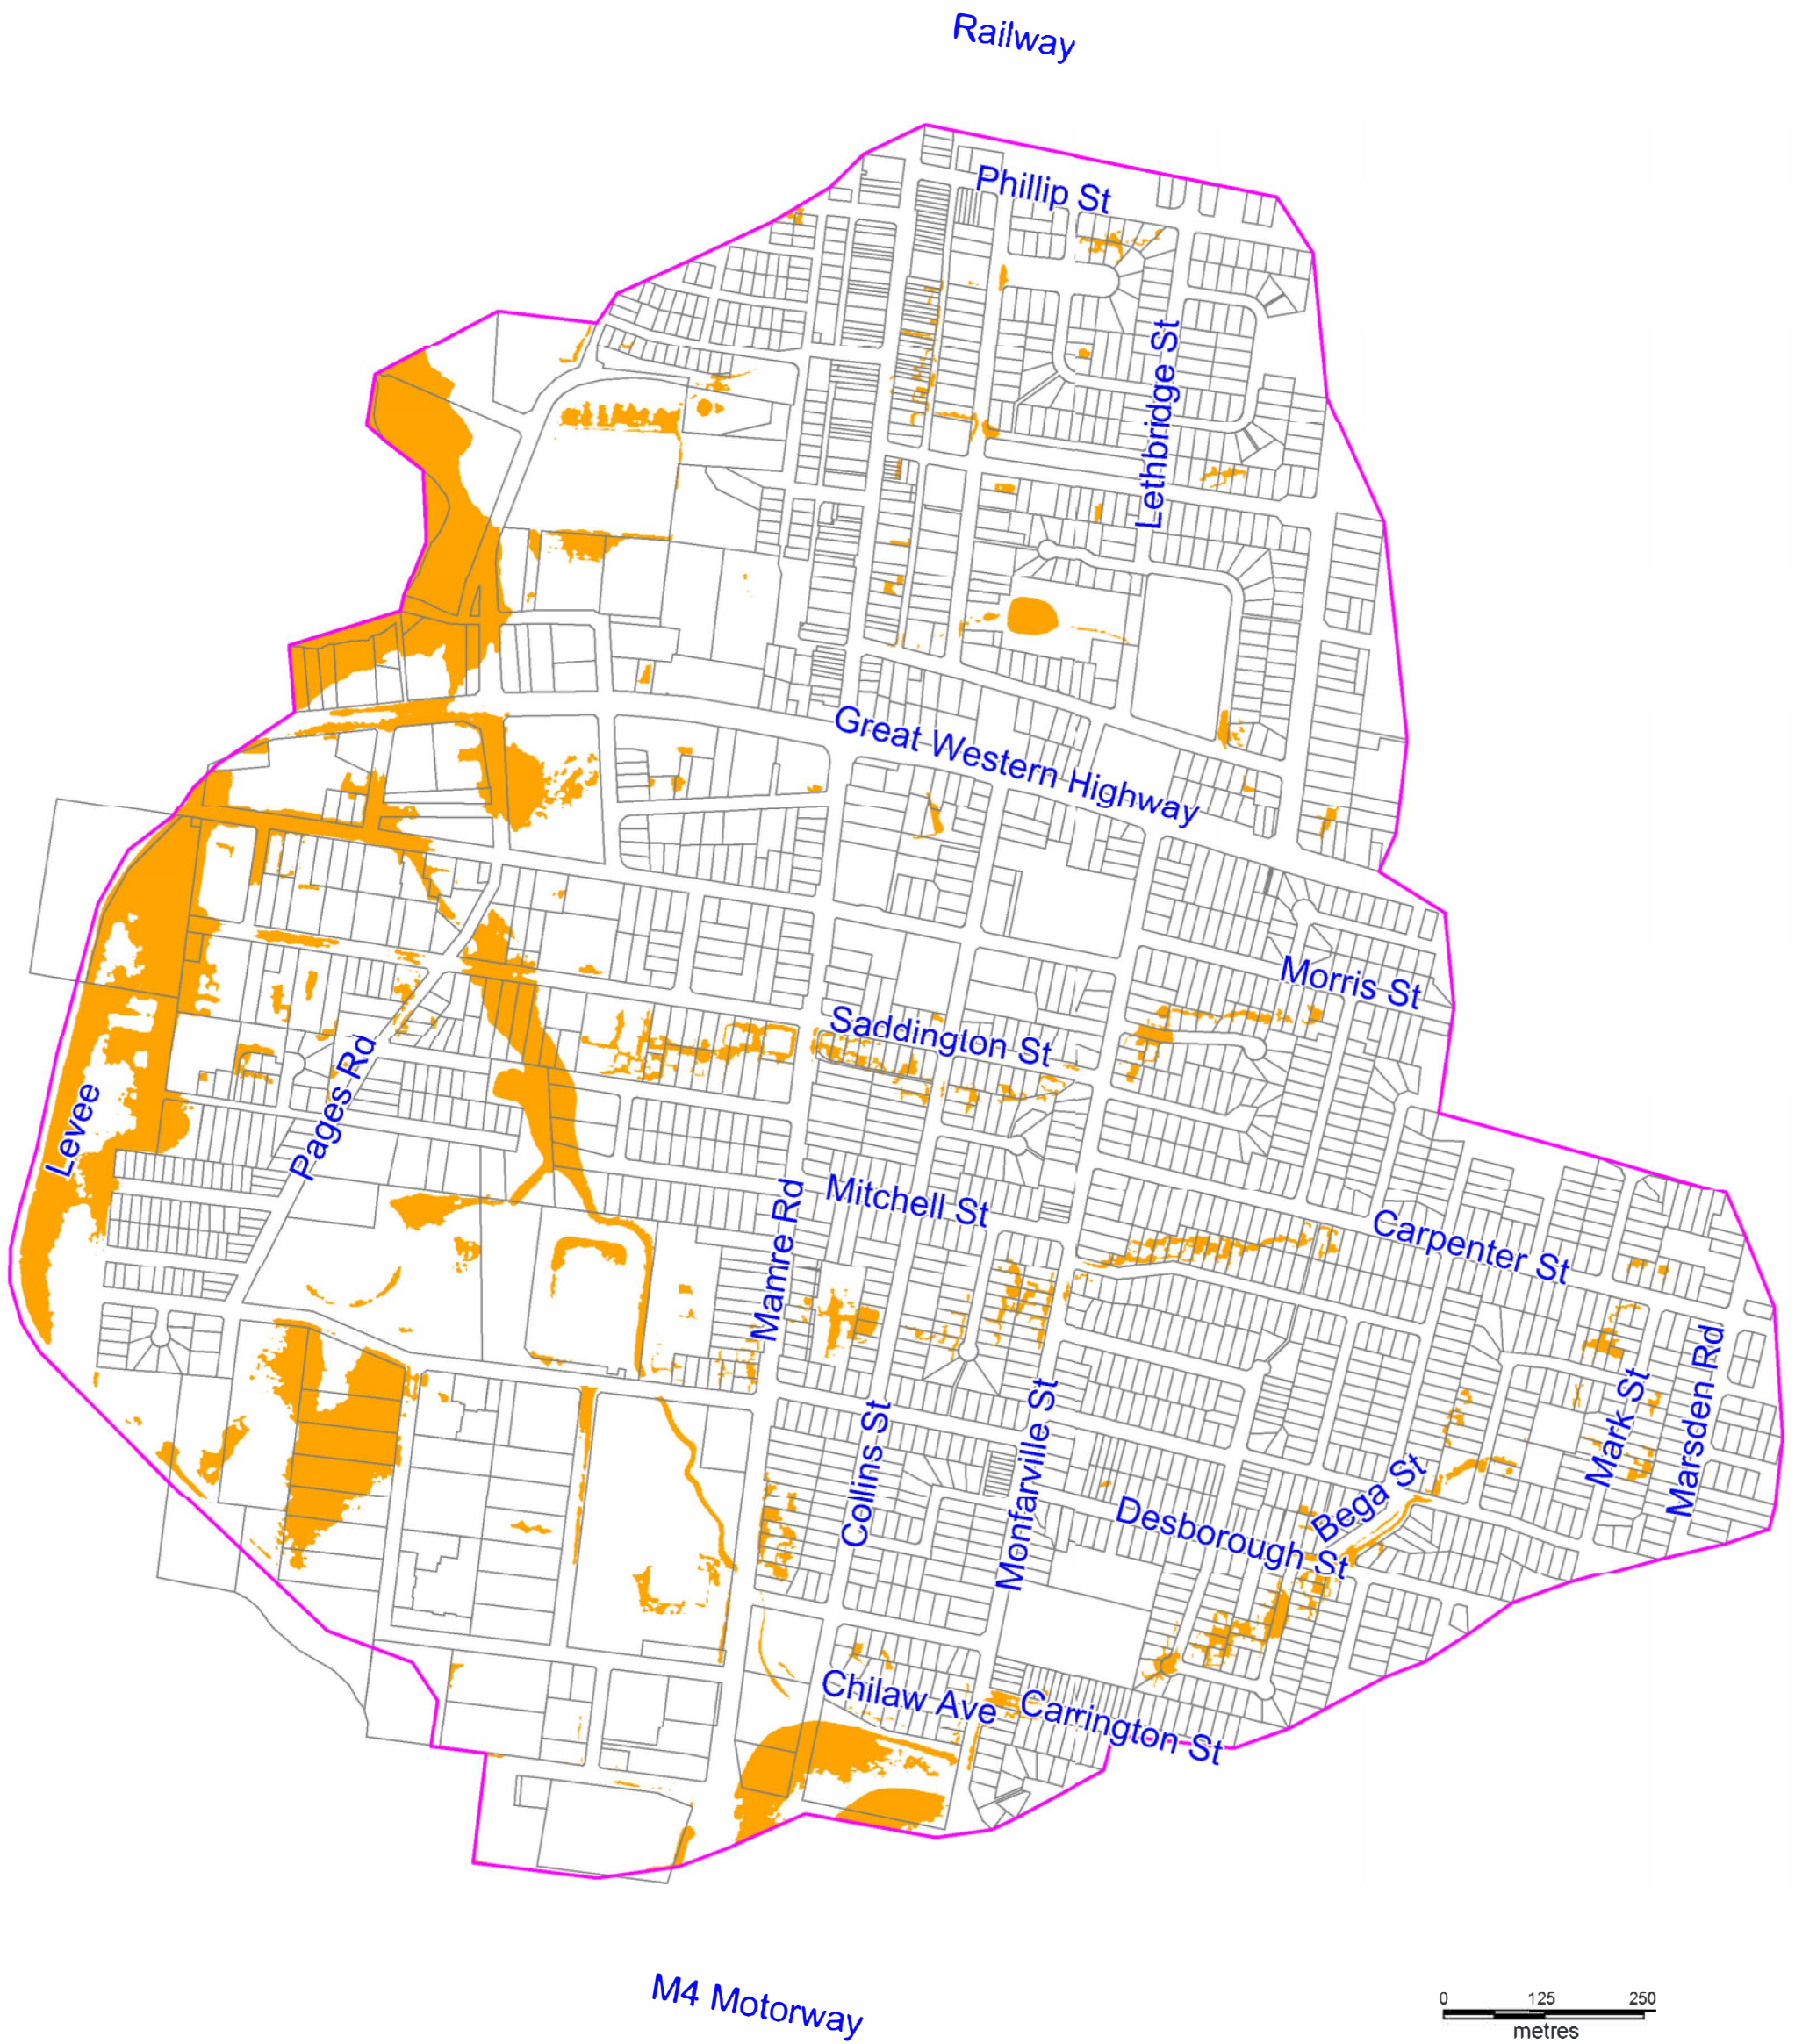 Railway
Phillip St
Lethbridge St
Great Western Highway
Morris St
Saddington St
Pages Rd
Levee
Mitchell St
Mamre Rd
Carpenter St
Mark St
Marsden Rd
Collins St
Monfarville St
Bega St
Desborough St
Chilaw Ave
Carrington St
M4 Motorway
0 125 250
metres